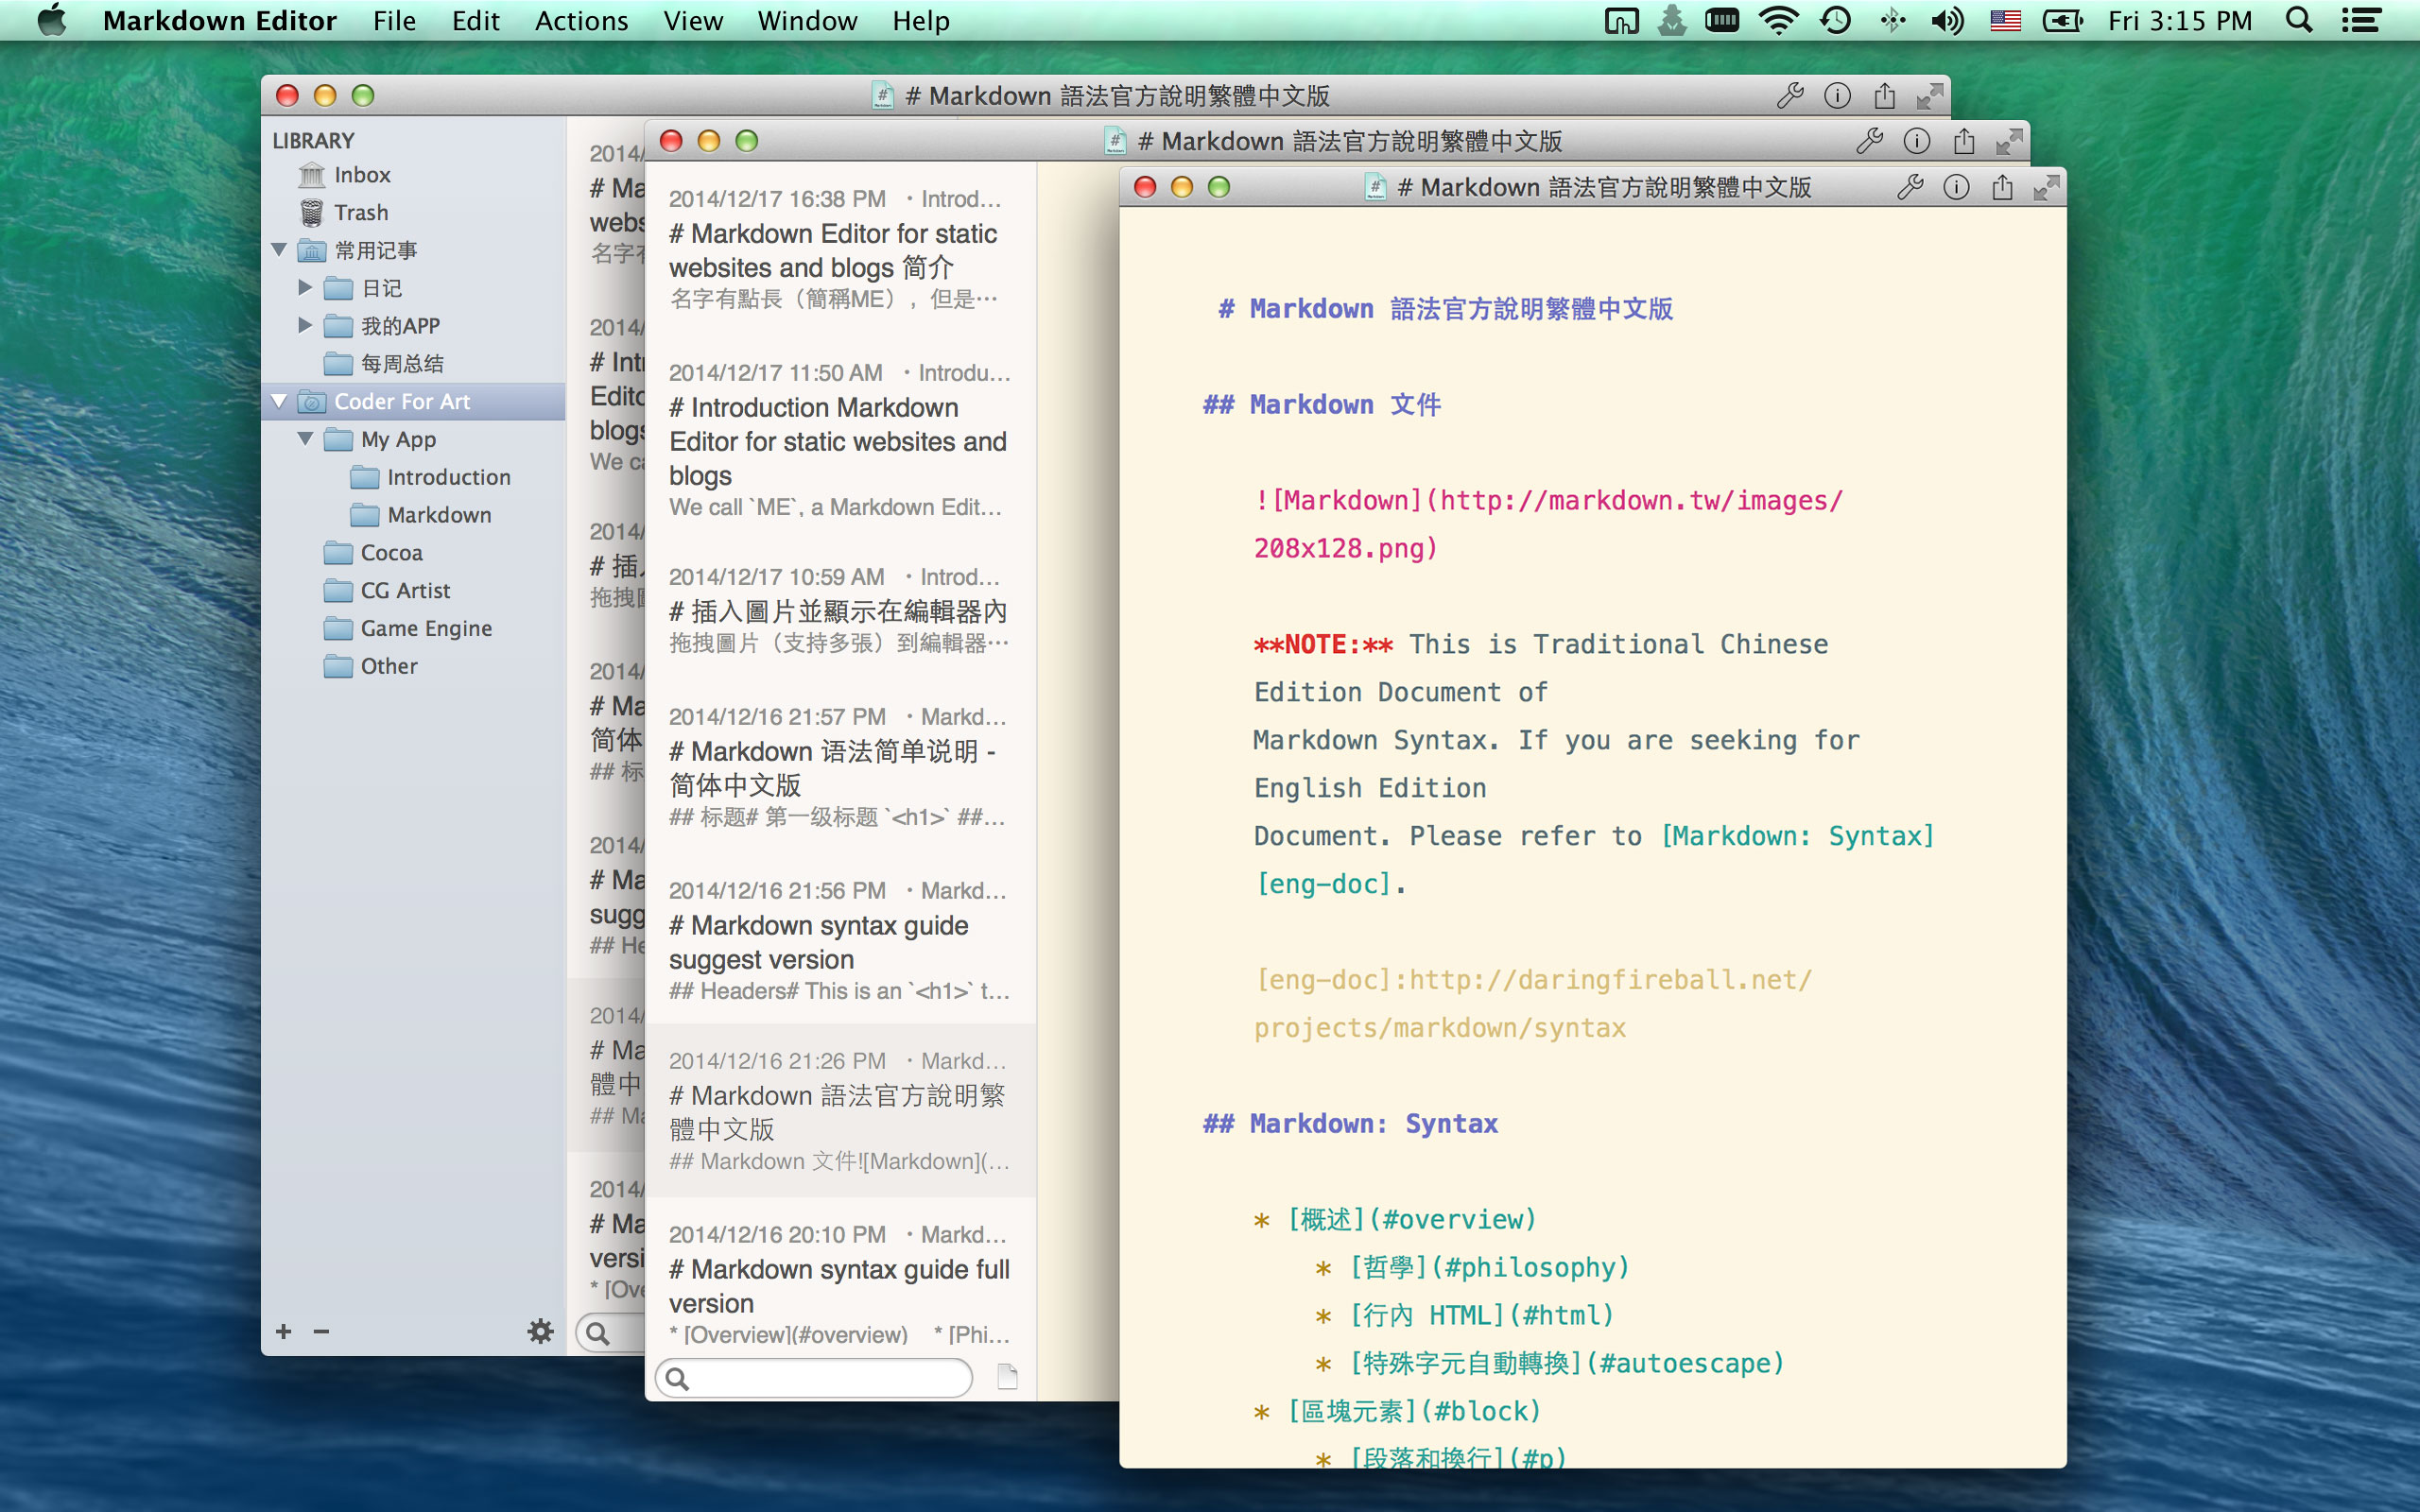 Markdown Editor File Edit Actions View Window Help Fri 3:15 PM
# Markdown 語法官方說明繁體中文版
LIBRARY
Inbox
Trash
常用记事
日记
我的APP
每周总结
Coder For Art
My App
Introduction
Markdown
Cocoa
CG Artist
Game Engine
Other
2014/
# Ma
webs
名字
2014/
# Int
Edito
blogs
We ca
2014/
# 插
拖拽
2014/
# Ma
简体
## 标
2014/
# Ma
sugg
## He
2014/
# Ma
體中
## Ma
2014/
# Ma
versi
* [Ove
# Markdown 語法官方說明繁體中文版
2014/12/17 16:38 PM ・Introd...
# Markdown Editor for static
websites and blogs 简介
名字有點長（簡稱ME），但是…
2014/12/17 11:50 AM ・Introdu...
# Introduction Markdown
Editor for static websites and
blogs
We call `ME`, a Markdown Edit...
2014/12/17 10:59 AM ・Introd...
# 插入圖片並顯示在編輯器內
拖拽圖片（支持多張）到編輯器…
2014/12/16 21:57 PM ・Markd...
# Markdown 语法简单说明 -
简体中文版
## 标题# 第一级标题 `<h1>` ##...
2014/12/16 21:56 PM ・Markd...
# Markdown syntax guide
suggest version
## Headers# This is an `<h1>` t...
2014/12/16 21:26 PM ・Markd...
# Markdown 語法官方說明繁
體中文版
## Markdown 文件![Markdown](...
2014/12/16 20:10 PM ・Markd...
# Markdown syntax guide full
version
* [Overview](#overview) * [Phi...
# Markdown 語法官方說明繁體中文版
# Markdown 語法官方說明繁體中文版
## Markdown 文件
![Markdown](http://markdown.tw/images/
208x128.png)
**NOTE:** This is Traditional Chinese
Edition Document of
Markdown Syntax. If you are seeking for
English Edition
Document. Please refer to [Markdown: Syntax]
[eng-doc].
[eng-doc]:http://daringfireball.net/
projects/markdown/syntax
## Markdown: Syntax
* [概述](#overview)
* [哲學](#philosophy)
* [行內 HTML](#html)
* [特殊字元自動轉換](#autoescape)
* [區塊元素](#block)
* [段落和換行](#p)